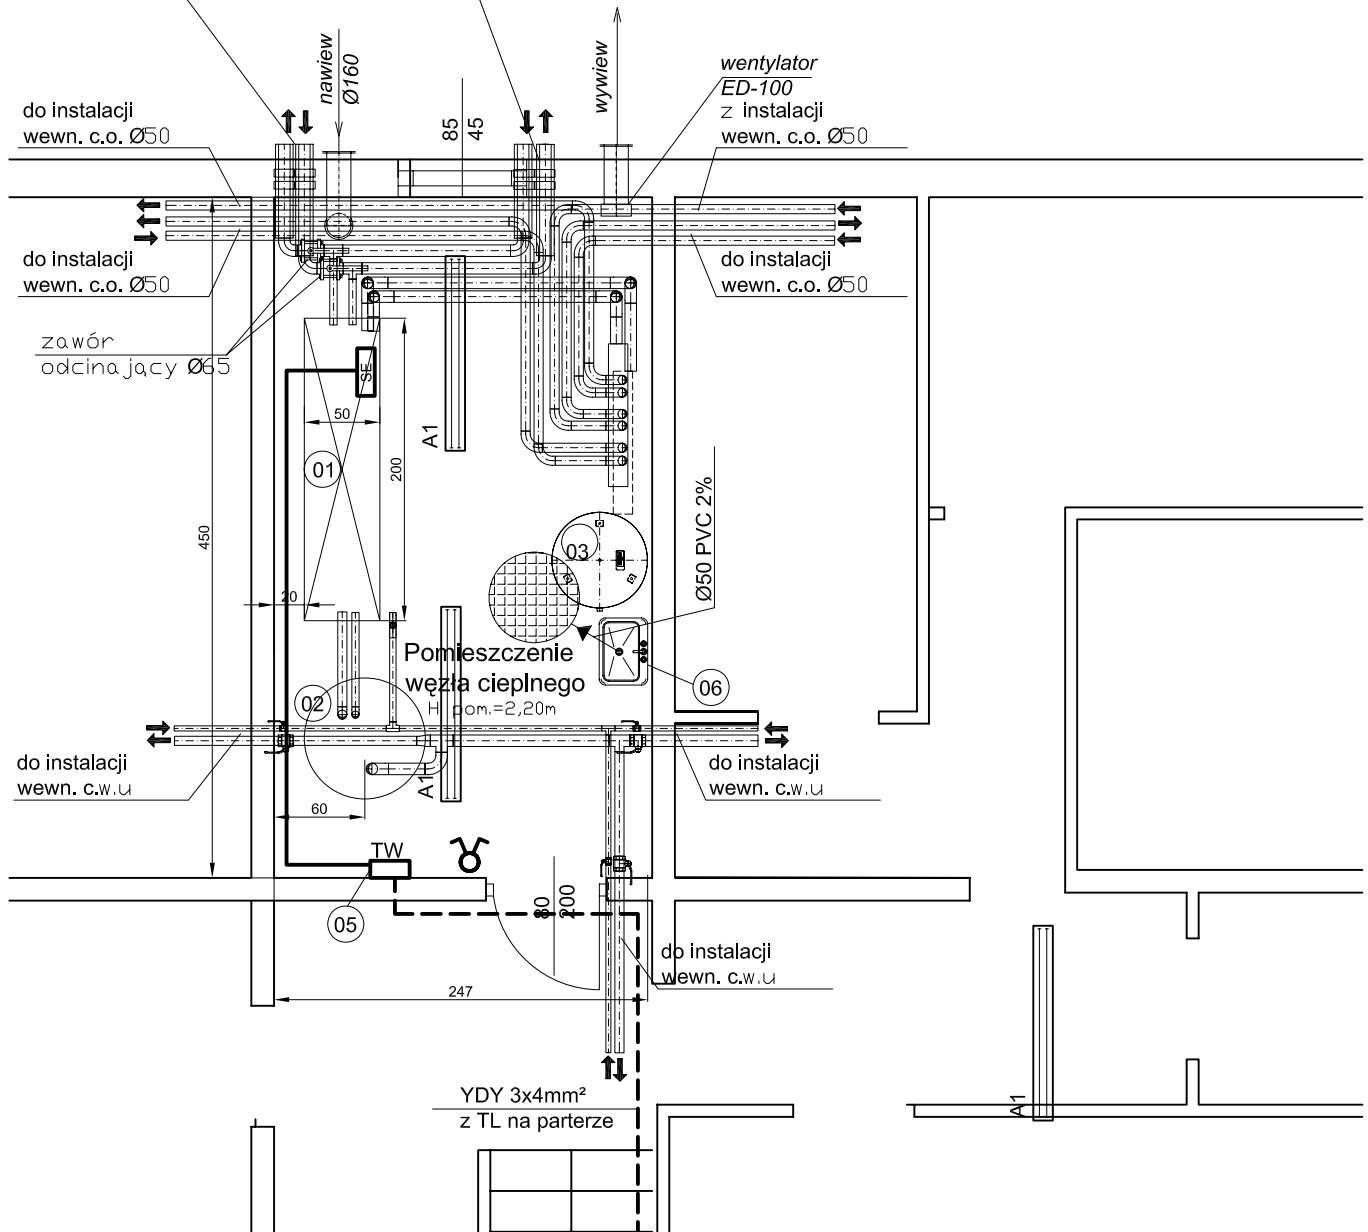 nawiew
Ø160
wywiew
wentylator
ED-100
do instalacji
wewn. c.o. Ø50
85
45
z instalacji
wewn. c.o. Ø50
do instalacji
wewn. c.o. Ø50
do instalacji
wewn. c.o. Ø50
zawór
odcinający Ø65
SE
50
A1
01
200
450
Ø50 PVC 2%
03
20
Pomieszczenie
węzła cieplnego
H pom.=2,20m
06
02
do instalacji
wewn. c.w.u
do instalacji
wewn. c.w.u
A1
60
TW
05
80
200
do instalacji
wewn. c.w.u
247
YDY 3x4mm²
z TL na parterze
A1